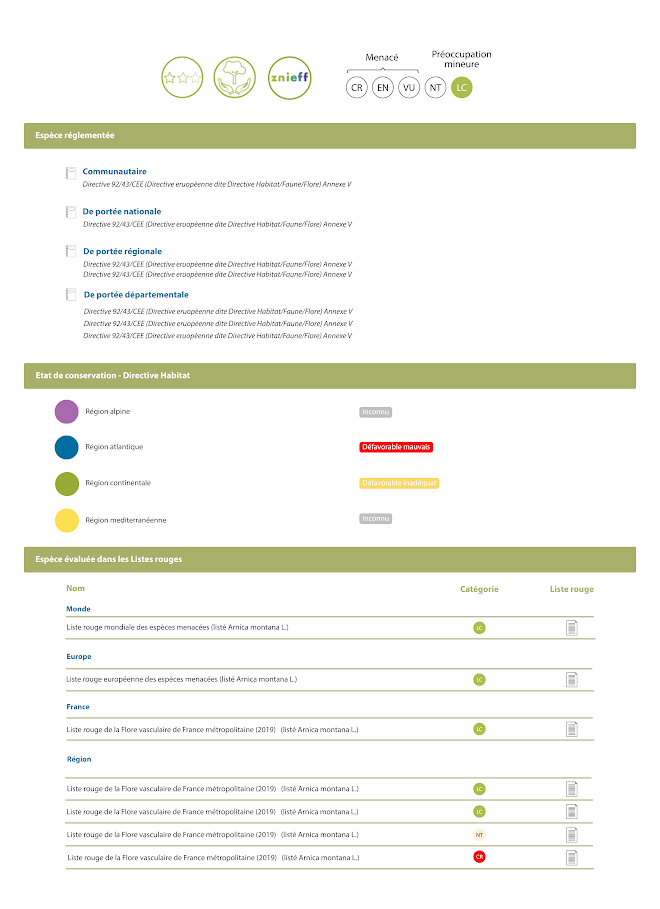 znieff
Menacé
Préoccupation
mineure
CR EN VU NT LC
Espèce réglementée
Communautaire
Directive 92/43/CEE (Directive eruopèenne dite Directive Habitat/Faune/Flore) Annexe V
De portée nationale
Directive 92/43/CEE (Directive eruopèenne dite Directive Habitat/Faune/Flore) Annexe V
De portée régionale
Directive 92/43/CEE (Directive eruopèenne dite Directive Habitat/Faune/Flore) Annexe V
Directive 92/43/CEE (Directive eruopèenne dite Directive Habitat/Faune/Flore) Annexe V
De portée départementale
Directive 92/43/CEE (Directive eruopèenne dite Directive Habitat/Faune/Flore) Annexe V
Directive 92/43/CEE (Directive eruopèenne dite Directive Habitat/Faune/Flore) Annexe V
Directive 92/43/CEE (Directive eruopèenne dite Directive Habitat/Faune/Flore) Annexe V
Etat de conservation - Directive Habitat
Région alpine Inconnu
Région atlantique Défavorable mauvais
Région continentale Défavorable inadéquat
Région mediterranéenne Inconnu
Espèce évaluée dans les Listes rouges
Nom Catégorie Liste rouge
Monde
Liste rouge mondiale des espèces menacées (listé Arnica montana L.) LC
Europe
Liste rouge européenne des espèces menacées (listé Arnica montana L.) LC
France
Liste rouge de la Flore vasculaire de France métropolitaine (2019) (listé Arnica montana L.) LC
Région
Liste rouge de la Flore vasculaire de France métropolitaine (2019) (listé Arnica montana L.) LC
Liste rouge de la Flore vasculaire de France métropolitaine (2019) (listé Arnica montana L.) LC
Liste rouge de la Flore vasculaire de France métropolitaine (2019) (listé Arnica montana L.) NT
Liste rouge de la Flore vasculaire de France métropolitaine (2019) (listé Arnica montana L.) CR